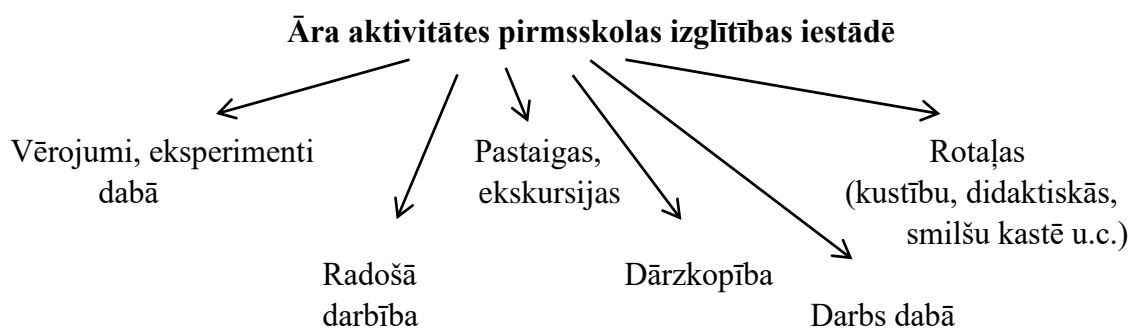 Āra aktivitātes pirmsskolas izglītības iestādē
Vērojumi, eksperimenti
dabā
Pastaigas,
ekskursijas
Rotaļas
(kustību, didaktiskās,
smilšu kastē u.c.)
Radošā
darbība
Dārzkopība
Darbs dabā